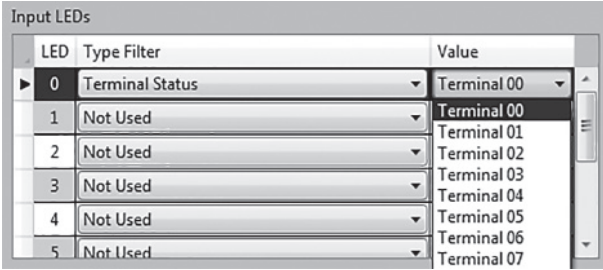 Input LEDs
LED Type Filter Value
0 Terminal Status Terminal 00
1 Not Used Terminal 00
Terminal 01
2 Not Used Terminal 02
3 Not Used Terminal 03
Terminal 04
4 Not Used Terminal 05
Terminal 06
5 Not Used Terminal 07